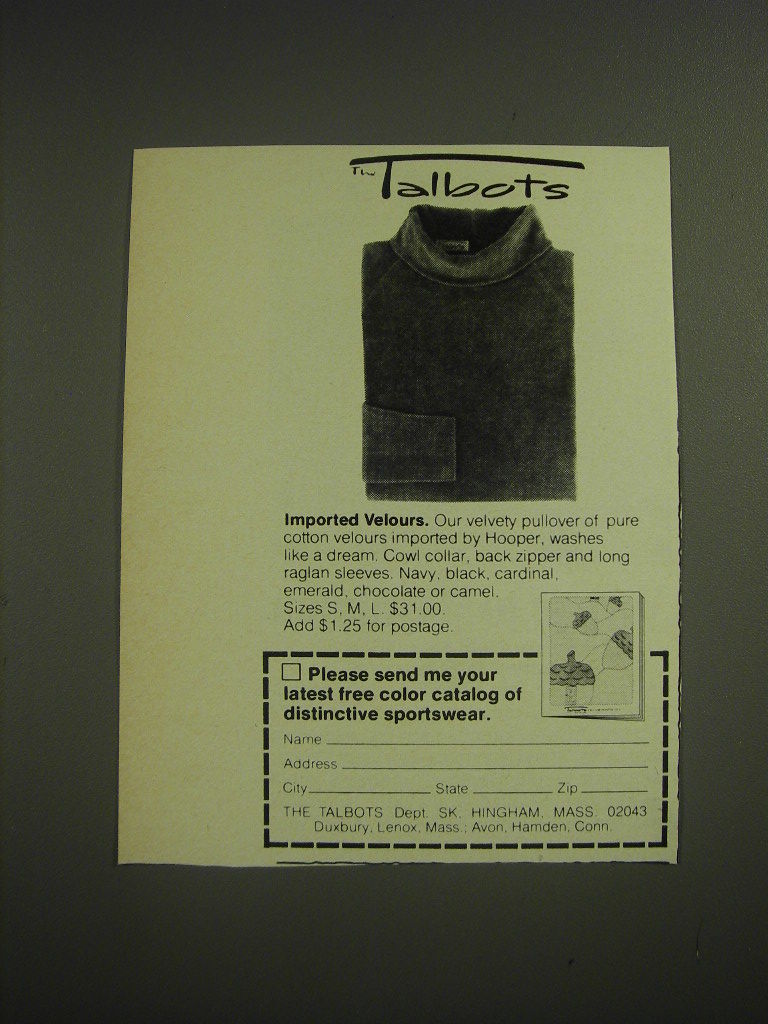 The Talbots
Imported Velours. Our velvety pullover of pure
cotton velours imported by Hooper, washes
like a dream. Cowl collar, back zipper and long
raglan sleeves. Navy, black, cardinal,
emerald, chocolate or camel.
Sizes S, M, L. $31.00.
Add $1.25 for postage.
☐ Please send me your
latest free color catalog of
distinctive sportswear.
Name
Address
City State Zip
THE TALBOTS Dept. SK, HINGHAM, MASS. 02043
Duxbury, Lenox, Mass.; Avon, Hamden, Conn.